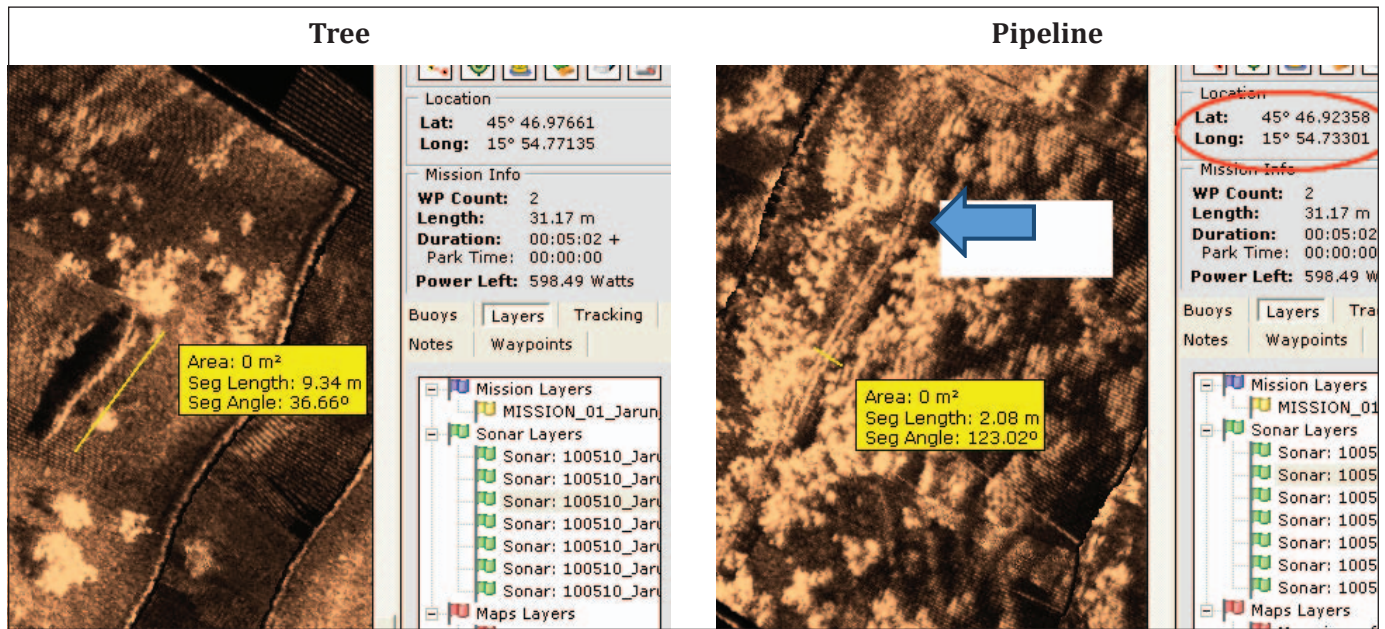 Tree
Location
Lat: 45° 46.97661
Long: 15° 54.77135
Mission Info
WP Count: 2
Length: 31.17 m
Duration: 00:05:02 +
Park Time: 00:00:00
Power Left: 598.49 Watts
Buoys Layers Tracking
Notes Waypoints
Area: 0 m²
Seg Length: 9.34 m
Seg Angle: 36.66º
Mission Layers
MISSION_01_Jarun
Sonar Layers
Sonar: 100510_Jaru
Sonar: 100510_Jaru
Sonar: 100510_Jaru
Sonar: 100510_Jaru
Sonar: 100510_Jaru
Sonar: 100510_Jaru
Sonar: 100510_Jaru
Maps Layers
Pipeline
Location
Lat: 45° 46.92358
Long: 15° 54.73301
Mission Info
WP Count: 2
Length: 31.17 m
Duration: 00:05:02
Park Time: 00:00:00
Power Left: 598.49 W
Buoys Layers Tra
Notes Waypoints
Area: 0 m²
Seg Length: 2.08 m
Seg Angle: 123.02º
Mission Layers
MISSION_01
Sonar Layers
Sonar: 1005
Sonar: 1005
Sonar: 1005
Sonar: 1005
Sonar: 1005
Sonar: 1005
Sonar: 1005
Maps Layers